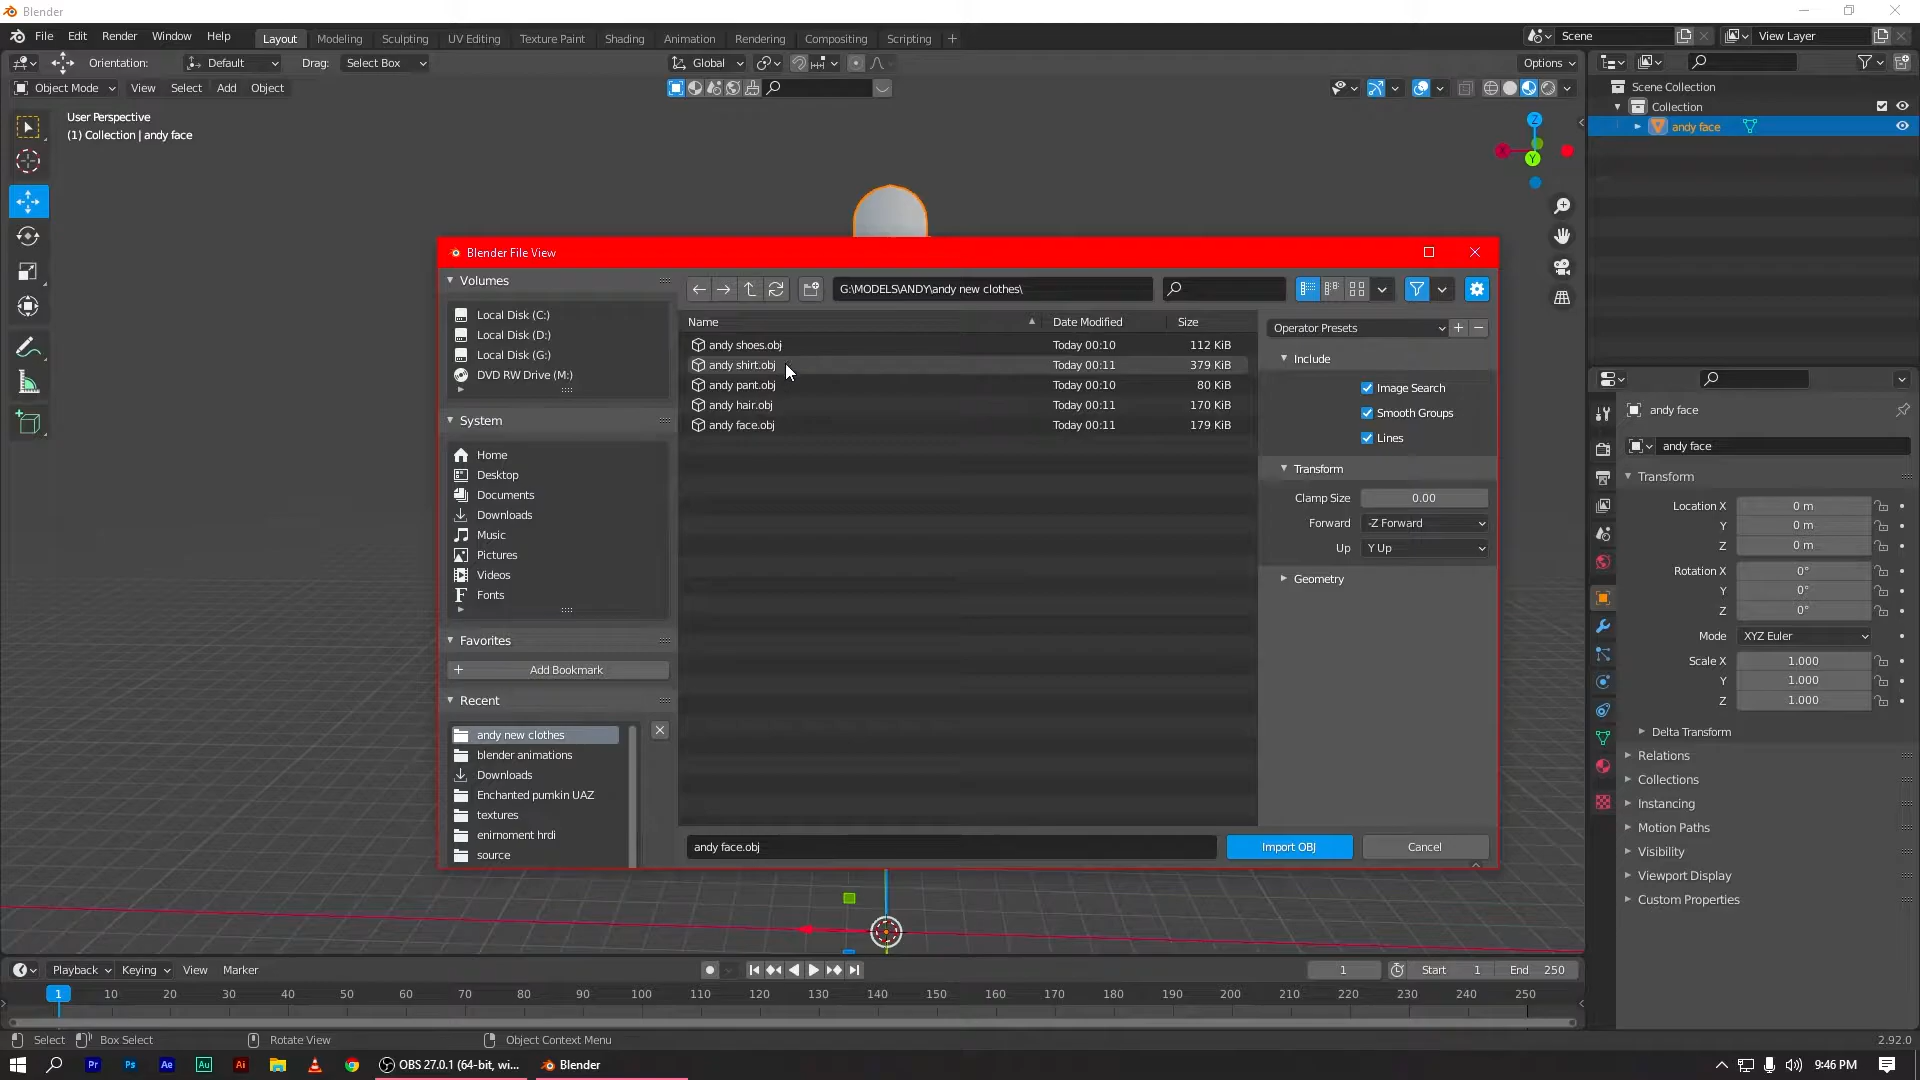 Blender
File Edit Render Window Help
Layout Modeling Sculpting UV Editing Texture Paint Shading Animation Rendering Compositing Scripting +
Scene
View Layer
Orientation: Default Drag: Select Box
Global
Options
Object Mode View Select Add Object
User Perspective
(1) Collection | andy face
Z
X
Y
Scene Collection
Collection
andy face
Blender File View
Volumes
Local Disk (C:)
Local Disk (D:)
Local Disk (G:)
DVD RW Drive (M:)
System
Home
Desktop
Documents
Downloads
Music
Pictures
Videos
Fonts
Favorites
Add Bookmark
Recent
andy new clothes
blender animations
Downloads
Enchanted pumkin UAZ
textures
enirnoment hrdi
source
G:\MODELS\ANDY\andy new clothes\
Name Date Modified Size
andy shoes.obj Today 00:10 112 KiB
andy shirt.obj Today 00:11 379 KiB
andy pant.obj Today 00:10 80 KiB
andy hair.obj Today 00:11 170 KiB
andy face.obj Today 00:11 179 KiB
Operator Presets
Include
Image Search
Smooth Groups
Lines
Transform
Clamp Size 0.00
Forward -Z Forward
Up Y Up
Geometry
andy face.obj
Import OBJ
Cancel
andy face
andy face
Transform
Location X 0 m
Y 0 m
Z 0 m
Rotation X 0°
Y 0°
Z 0°
Mode XYZ Euler
Scale X 1.000
Y 1.000
Z 1.000
Delta Transform
Relations
Collections
Instancing
Motion Paths
Visibility
Viewport Display
Custom Properties
Playback Keying View Marker
1 Start 1 End 250
1 10 20 30 40 50 60 70 80 90 100 110 120 130 140 150 160 170 180 190 200 210 220 230 240 250
Select Box Select Rotate View Object Context Menu
2.92.0
Pr Ps Ae Au Ai
OBS 27.0.1 (64-bit, wi...
Blender
9:46 PM